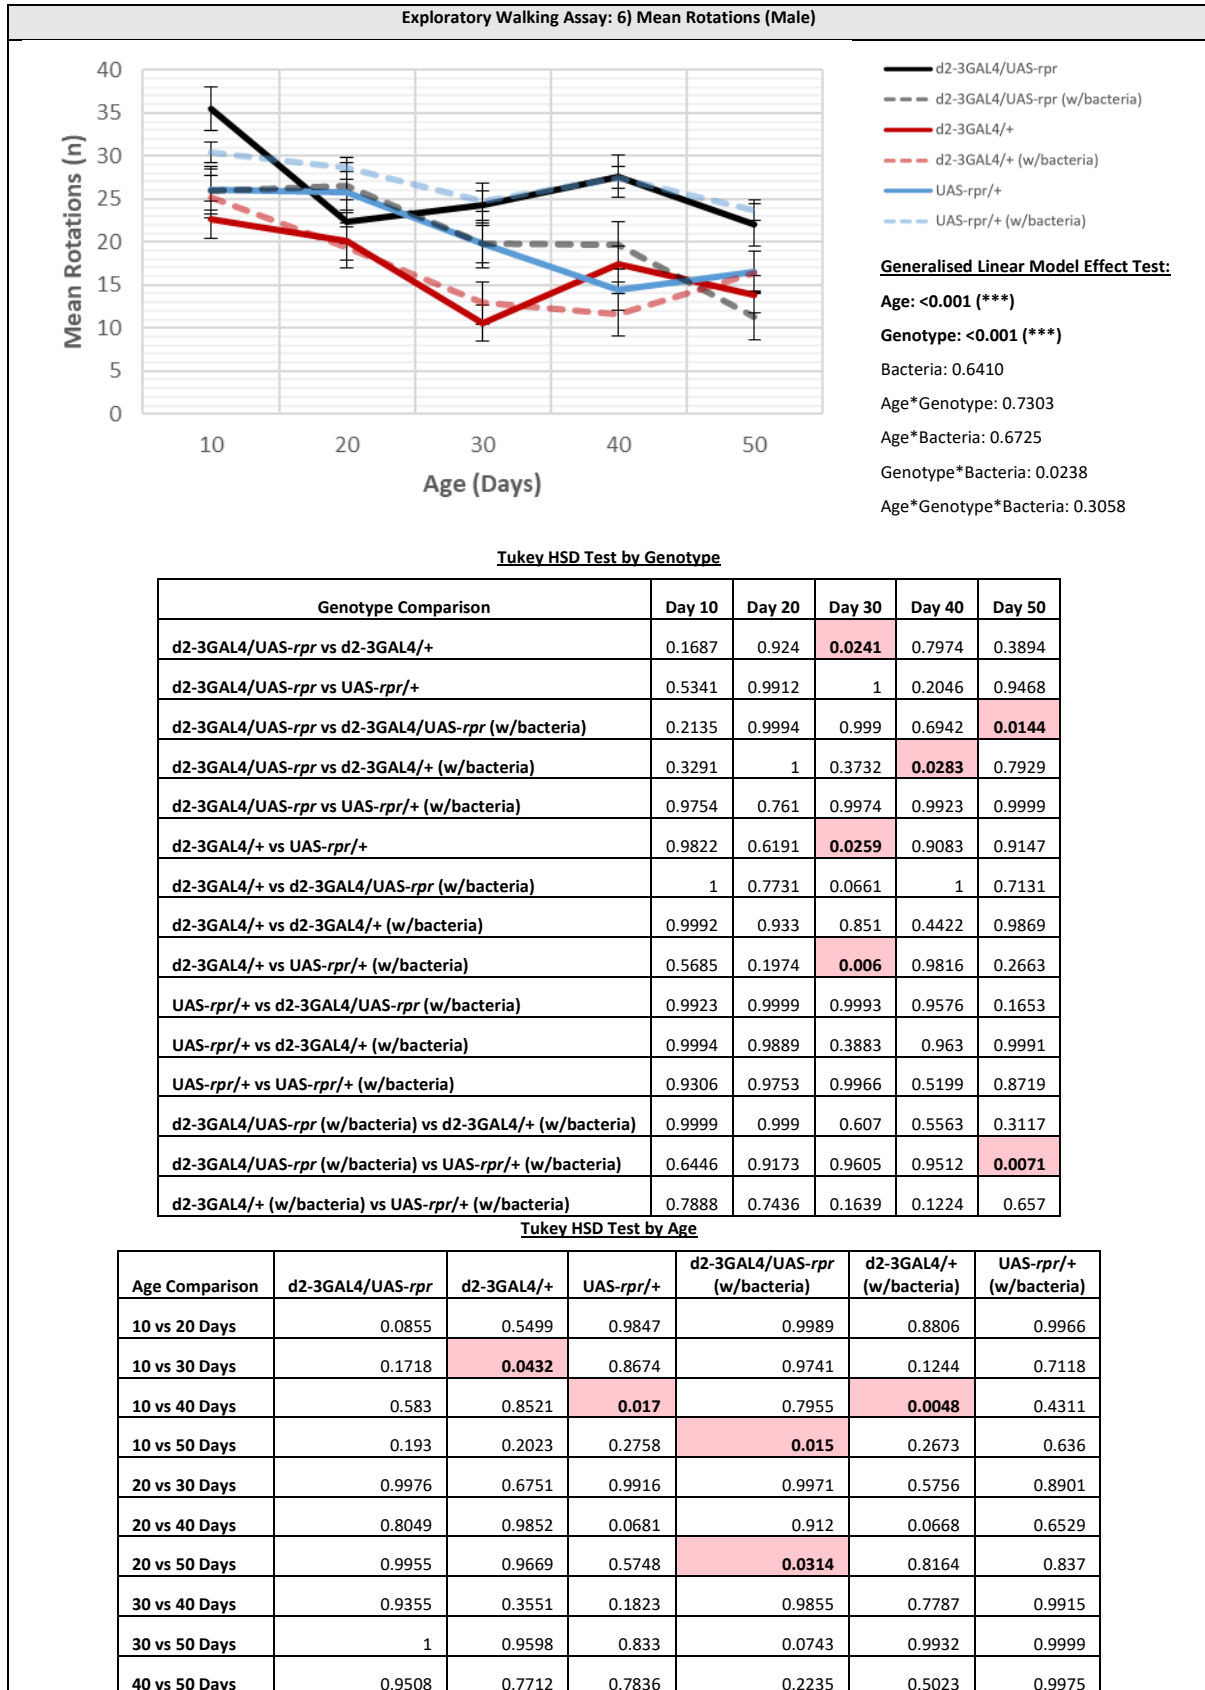 Exploratory Walking Assay: 6) Mean Rotations (Male)
40
35
30
25
20
15
10
5
0
Mean Rotations (n)
10 20 30 40 50
Age (Days)
d2-3GAL4/UAS-rpr
d2-3GAL4/UAS-rpr (w/bacteria)
d2-3GAL4/+
d2-3GAL4/+ (w/bacteria)
UAS-rpr/+
UAS-rpr/+ (w/bacteria)
Generalised Linear Model Effect Test:
Age: <0.001 (***)
Genotype: <0.001 (***)
Bacteria: 0.6410
Age*Genotype: 0.7303
Age*Bacteria: 0.6725
Genotype*Bacteria: 0.0238
Age*Genotype*Bacteria: 0.3058
Tukey HSD Test by Genotype
Genotype Comparison Day 10 Day 20 Day 30 Day 40 Day 50
d2-3GAL4/UAS-rpr vs d2-3GAL4/+ 0.1687 0.924 0.0241 0.7974 0.3894
d2-3GAL4/UAS-rpr vs UAS-rpr/+ 0.5341 0.9912 1 0.2046 0.9468
d2-3GAL4/UAS-rpr vs d2-3GAL4/UAS-rpr (w/bacteria) 0.2135 0.9994 0.999 0.6942 0.0144
d2-3GAL4/UAS-rpr vs d2-3GAL4/+ (w/bacteria) 0.3291 1 0.3732 0.0283 0.7929
d2-3GAL4/UAS-rpr vs UAS-rpr/+ (w/bacteria) 0.9754 0.761 0.9974 0.9923 0.9999
d2-3GAL4/+ vs UAS-rpr/+ 0.9822 0.6191 0.0259 0.9083 0.9147
d2-3GAL4/+ vs d2-3GAL4/UAS-rpr (w/bacteria) 1 0.7731 0.0661 1 0.7131
d2-3GAL4/+ vs d2-3GAL4/+ (w/bacteria) 0.9992 0.933 0.851 0.4422 0.9869
d2-3GAL4/+ vs UAS-rpr/+ (w/bacteria) 0.5685 0.1974 0.006 0.9816 0.2663
UAS-rpr/+ vs d2-3GAL4/UAS-rpr (w/bacteria) 0.9923 0.9999 0.9993 0.9576 0.1653
UAS-rpr/+ vs d2-3GAL4/+ (w/bacteria) 0.9994 0.9889 0.3883 0.963 0.9991
UAS-rpr/+ vs UAS-rpr/+ (w/bacteria) 0.9306 0.9753 0.9966 0.5199 0.8719
d2-3GAL4/UAS-rpr (w/bacteria) vs d2-3GAL4/+ (w/bacteria) 0.9999 0.999 0.607 0.5563 0.3117
d2-3GAL4/UAS-rpr (w/bacteria) vs UAS-rpr/+ (w/bacteria) 0.6446 0.9173 0.9605 0.9512 0.0071
d2-3GAL4/+ (w/bacteria) vs UAS-rpr/+ (w/bacteria) 0.7888 0.7436 0.1639 0.1224 0.657
Tukey HSD Test by Age
Age Comparison d2-3GAL4/UAS-rpr d2-3GAL4/+ UAS-rpr/+ d2-3GAL4/UAS-rpr (w/bacteria) d2-3GAL4/+ (w/bacteria) UAS-rpr/+ (w/bacteria)
10 vs 20 Days 0.0855 0.5499 0.9847 0.9989 0.8806 0.9966
10 vs 30 Days 0.1718 0.0432 0.8674 0.9741 0.1244 0.7118
10 vs 40 Days 0.583 0.8521 0.017 0.7955 0.0048 0.4311
10 vs 50 Days 0.193 0.2023 0.2758 0.015 0.2673 0.636
20 vs 30 Days 0.9976 0.6751 0.9916 0.9971 0.5756 0.8901
20 vs 40 Days 0.8049 0.9852 0.0681 0.912 0.0668 0.6529
20 vs 50 Days 0.9955 0.9669 0.5748 0.0314 0.8164 0.837
30 vs 40 Days 0.9355 0.3551 0.1823 0.9855 0.7787 0.9915
30 vs 50 Days 1 0.9598 0.833 0.0743 0.9932 0.9999
40 vs 50 Days 0.9508 0.7712 0.7836 0.2235 0.5023 0.9975